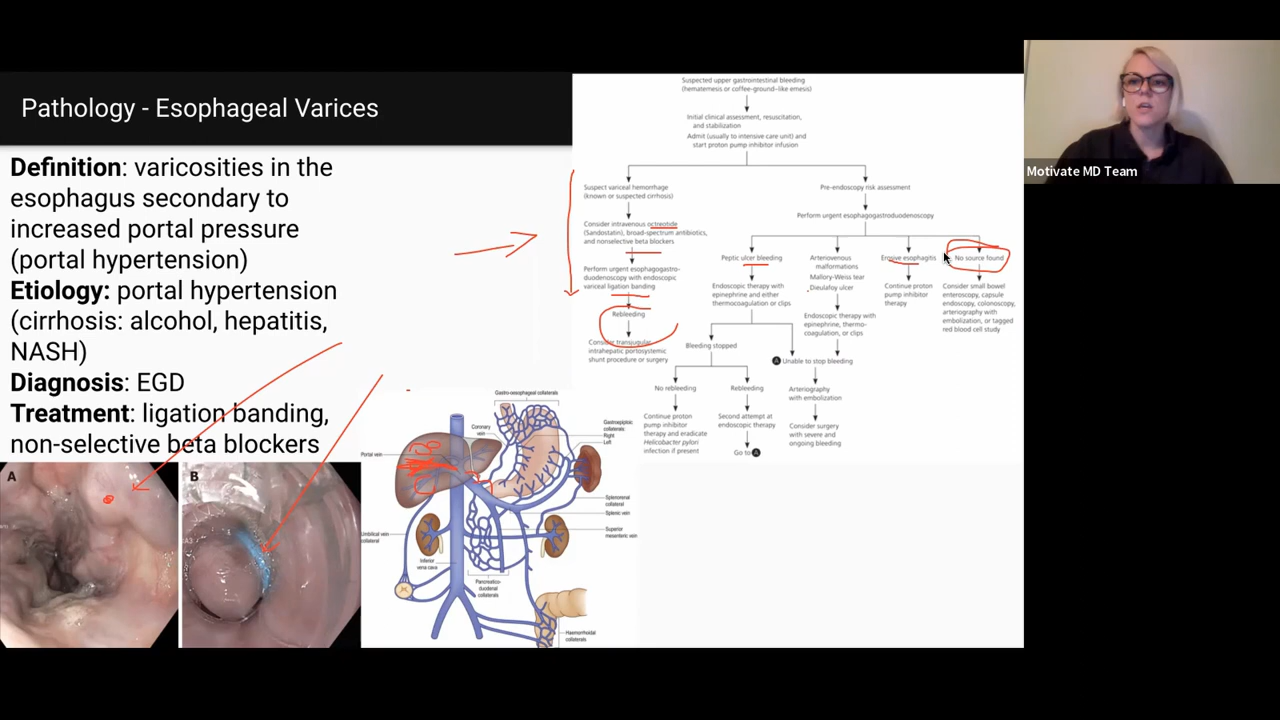 Pathology - Esophageal Varices
Definition: varicosities in the
esophagus secondary to
increased portal pressure
(portal hypertension)
Etiology: portal hypertension
(cirrhosis: alcohol, hepatitis,
NASH)
Diagnosis: EGD
Treatment: ligation banding,
non-selective beta blockers
A
B
Suspected upper gastrointestinal bleeding
(hematemesis or coffee-ground–like emesis)
Initial clinical assessment, resuscitation,
and stabilization
Admit (usually to intensive care unit) and
start proton pump inhibitor infusion
Suspect variceal hemorrhage
(known or suspected cirrhosis)
Consider intravenous octreotide
(Sandostatin), broad-spectrum antibiotics,
and nonselective beta blockers
Perform urgent esophagogastro-
duodenoscopy with endoscopic
variceal ligation banding
Rebleeding
Consider transjugular
intrahepatic portosystemic
shunt procedure or surgery
Pre-endoscopy risk assessment
Perform urgent esophagogastroduodenoscopy
Peptic ulcer bleeding
Endoscopic therapy with
epinephrine and either
thermocoagulation or clips
Bleeding stopped
No rebleeding
Continue proton
pump inhibitor
therapy and eradicate
Helicobacter pylori
infection if present
Rebleeding
Second attempt at
endoscopic therapy
Go to A
Arteriovenous
malformations
Mallory-Weiss tear
Dieulafoy ulcer
Endoscopic therapy with
epinephrine, thermo-
coagulation, or clips
A Unable to stop bleeding
Arteriography
with embolization
Consider surgery
with severe and
ongoing bleeding
Erosive esophagitis
Continue proton
pump inhibitor
therapy
No source found
Consider small bowel
enteroscopy, capsule
endoscopy, colonoscopy,
arteriography with
embolization, or tagged
red blood cell study
Gastro-oesophageal collaterals
Coronary
vein
Gastroepiploic
collaterals
Right
Left
Portal vein
Splenorenal
collateral
Splenic vein
Superior
mesenteric vein
Umbilical vein
collateral
Inferior
vena cava
Pancreatico-
duodenal
collaterals
Haemorrhoidal
collaterals
Motivate MD Team